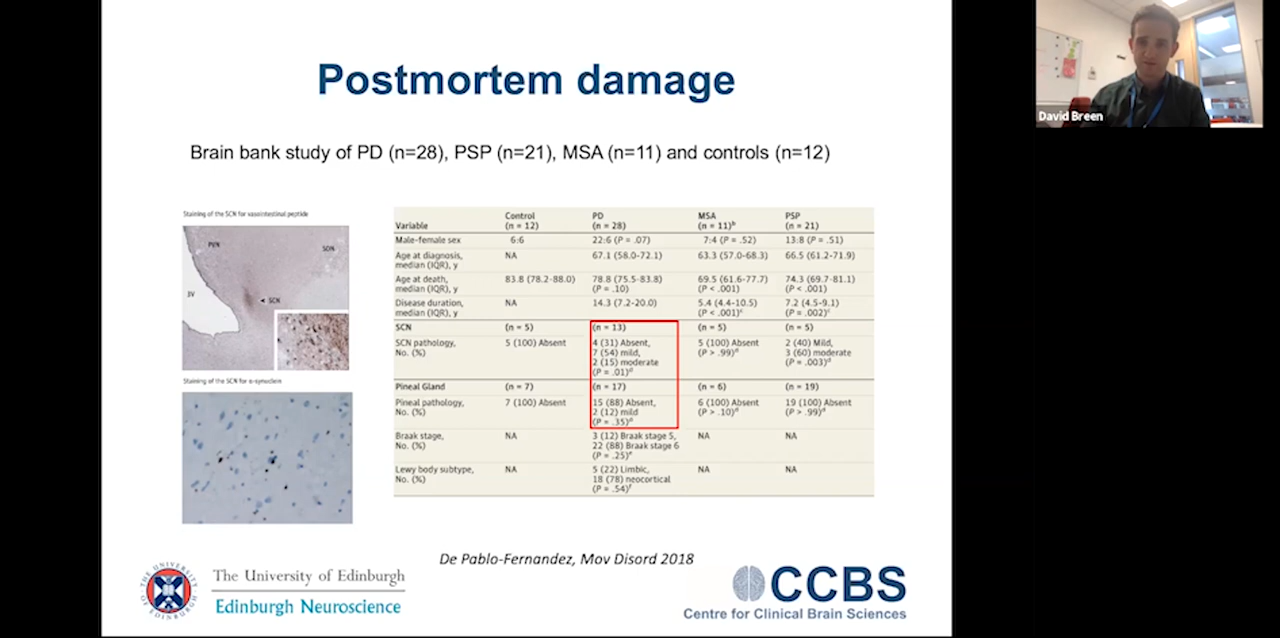 Postmortem damage
David Breen
Brain bank study of PD (n=28), PSP (n=21), MSA (n=11) and controls (n=12)
Staining of the SCN for vasointestinal peptide
PVN
SON
3V
SCN
Staining of the SCN for α-synuclein
Variable Control (n = 12) PD (n = 28) MSA (n = 11)b PSP (n = 21)
Male-female sex 6:6 22:6 (P = .07) 7:4 (P = .52) 13:8 (P = .51)
Age at diagnosis, median (IQR), y NA 67.1 (58.0-72.1) 63.3 (57.0-68.3) 66.5 (61.2-71.9)
Age at death, median (IQR), y 83.8 (78.2-88.0) 78.8 (75.5-83.8) (P = .10) 69.5 (61.6-77.7) (P < .001) 74.3 (69.7-81.1) (P < .001)
Disease duration, median (IQR), y NA 14.3 (7.2-20.0) 5.4 (4.4-10.5) (P < .001)c 7.2 (4.5-9.1) (P = .002)c
SCN (n = 5) (n = 13) (n = 5) (n = 5)
SCN pathology, No. (%) 5 (100) Absent 4 (31) Absent, 7 (54) mild, 2 (15) moderate (P = .01)d 5 (100) Absent (P > .99)d 2 (40) Mild, 3 (60) moderate (P = .003)d
Pineal Gland (n = 7) (n = 17) (n = 6) (n = 19)
Pineal pathology, No. (%) 7 (100) Absent 15 (88) Absent, 2 (12) mild (P = .35)d 6 (100) Absent (P > .10)d 19 (100) Absent (P > .99)d
Braak stage, No. (%) NA 3 (12) Braak stage 5, 22 (88) Braak stage 6 (P = .25)e NA NA
Lewy body subtype, No. (%) NA 5 (22) Limbic, 18 (78) neocortical (P = .54)f NA NA
De Pablo-Fernandez, Mov Disord 2018
THE UNIVERSITY OF EDINBURGH
The University of Edinburgh
Edinburgh Neuroscience
CCBS
Centre for Clinical Brain Sciences